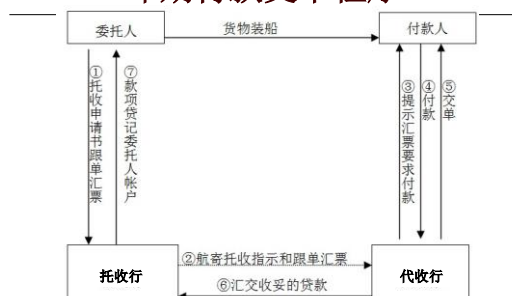 委托人
货物装船
付款人
①托收申请书跟单汇票
⑦款项贷记委托人帐户
③提示汇票要求付款
④付款
⑤交单
②航寄托收指示和跟单汇票
托收行
代收行
⑥汇交收妥的贷款